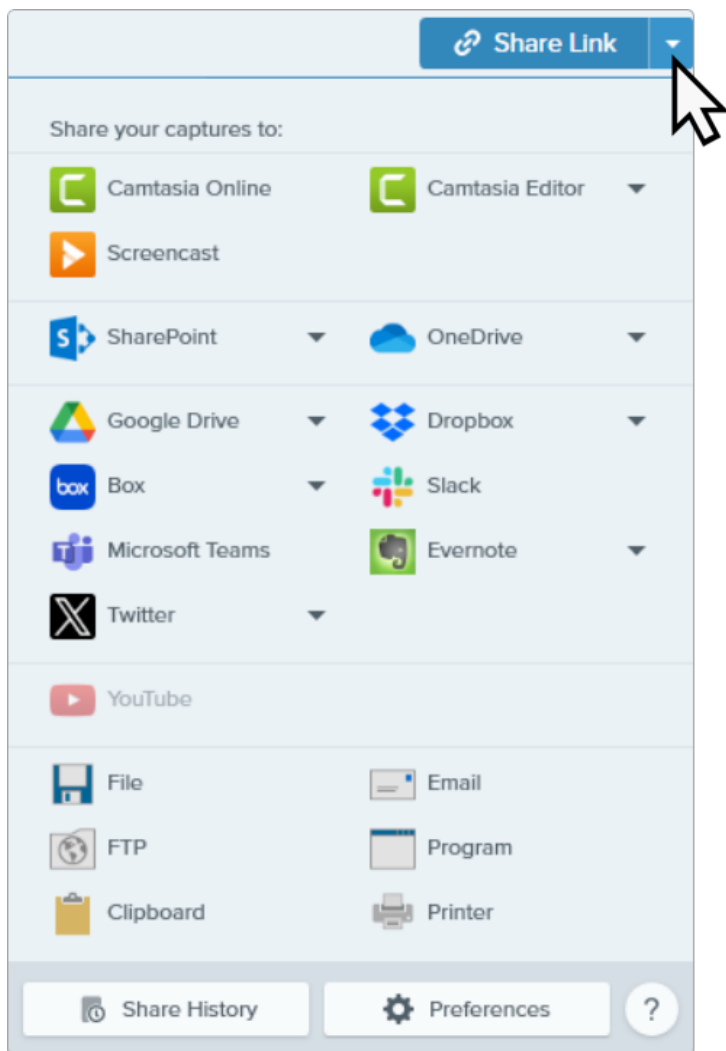 Share Link
Share your captures to:
Camtasia Online
Camtasia Editor
Screencast
SharePoint
OneDrive
Google Drive
Dropbox
box
Box
Slack
Microsoft Teams
Evernote
Twitter
YouTube
File
Email
FTP
Program
Clipboard
Printer
Share History
Preferences
?